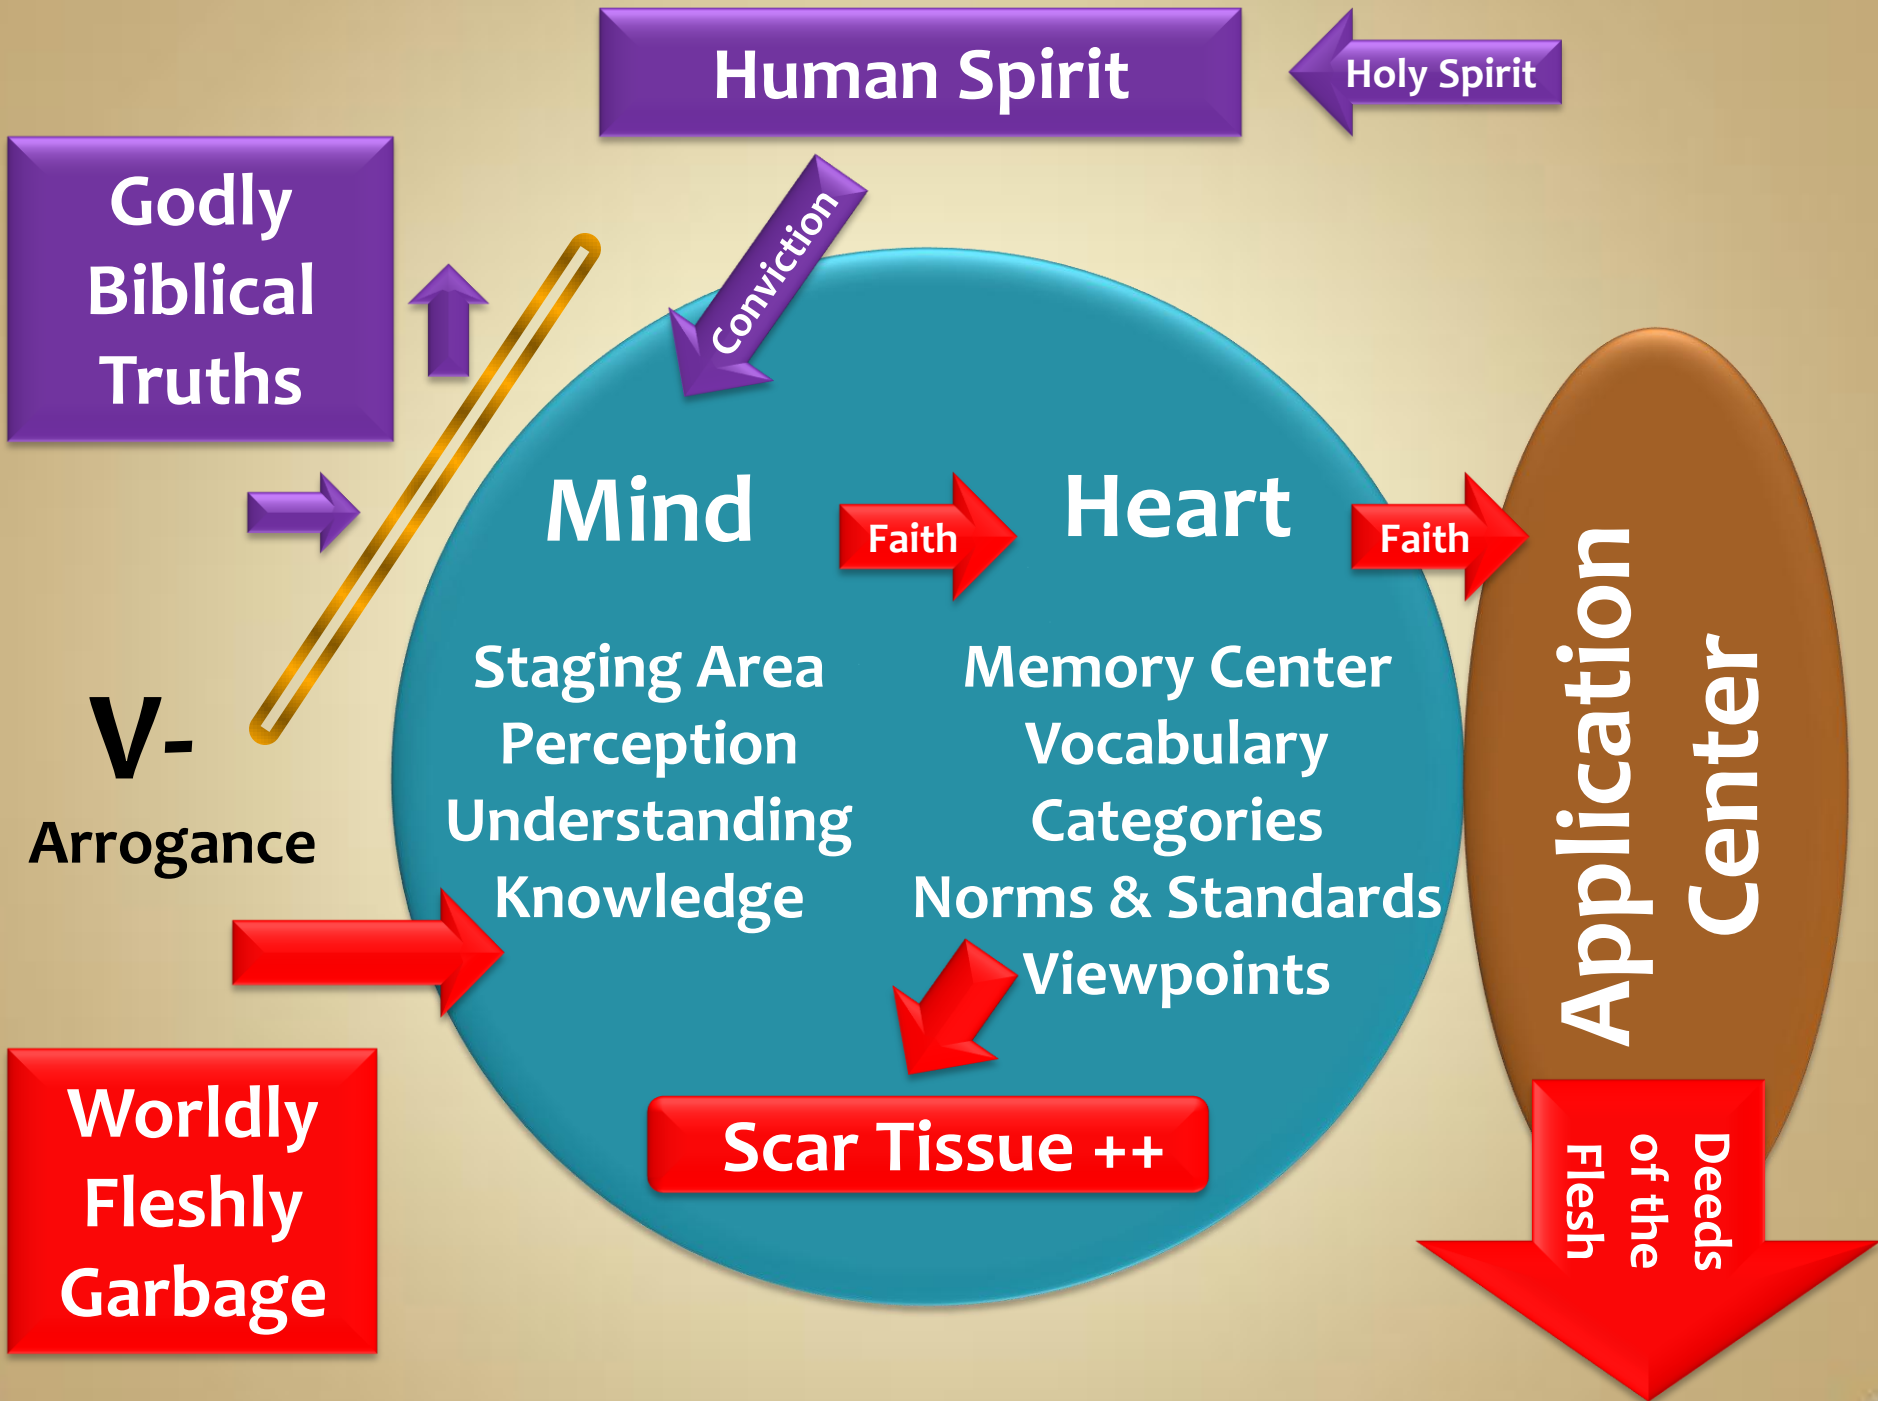 Human Spirit
Holy Spirit
Godly
Biblical
Truths
Conviction
Mind
Faith
Heart
Faith
Staging Area
Perception
Understanding
Knowledge
Memory Center
Vocabulary
Categories
Norms & Standards
Viewpoints
Application
Center
V-
Arrogance
Worldly
Fleshly
Garbage
Scar Tissue ++
Deeds
of the
Flesh